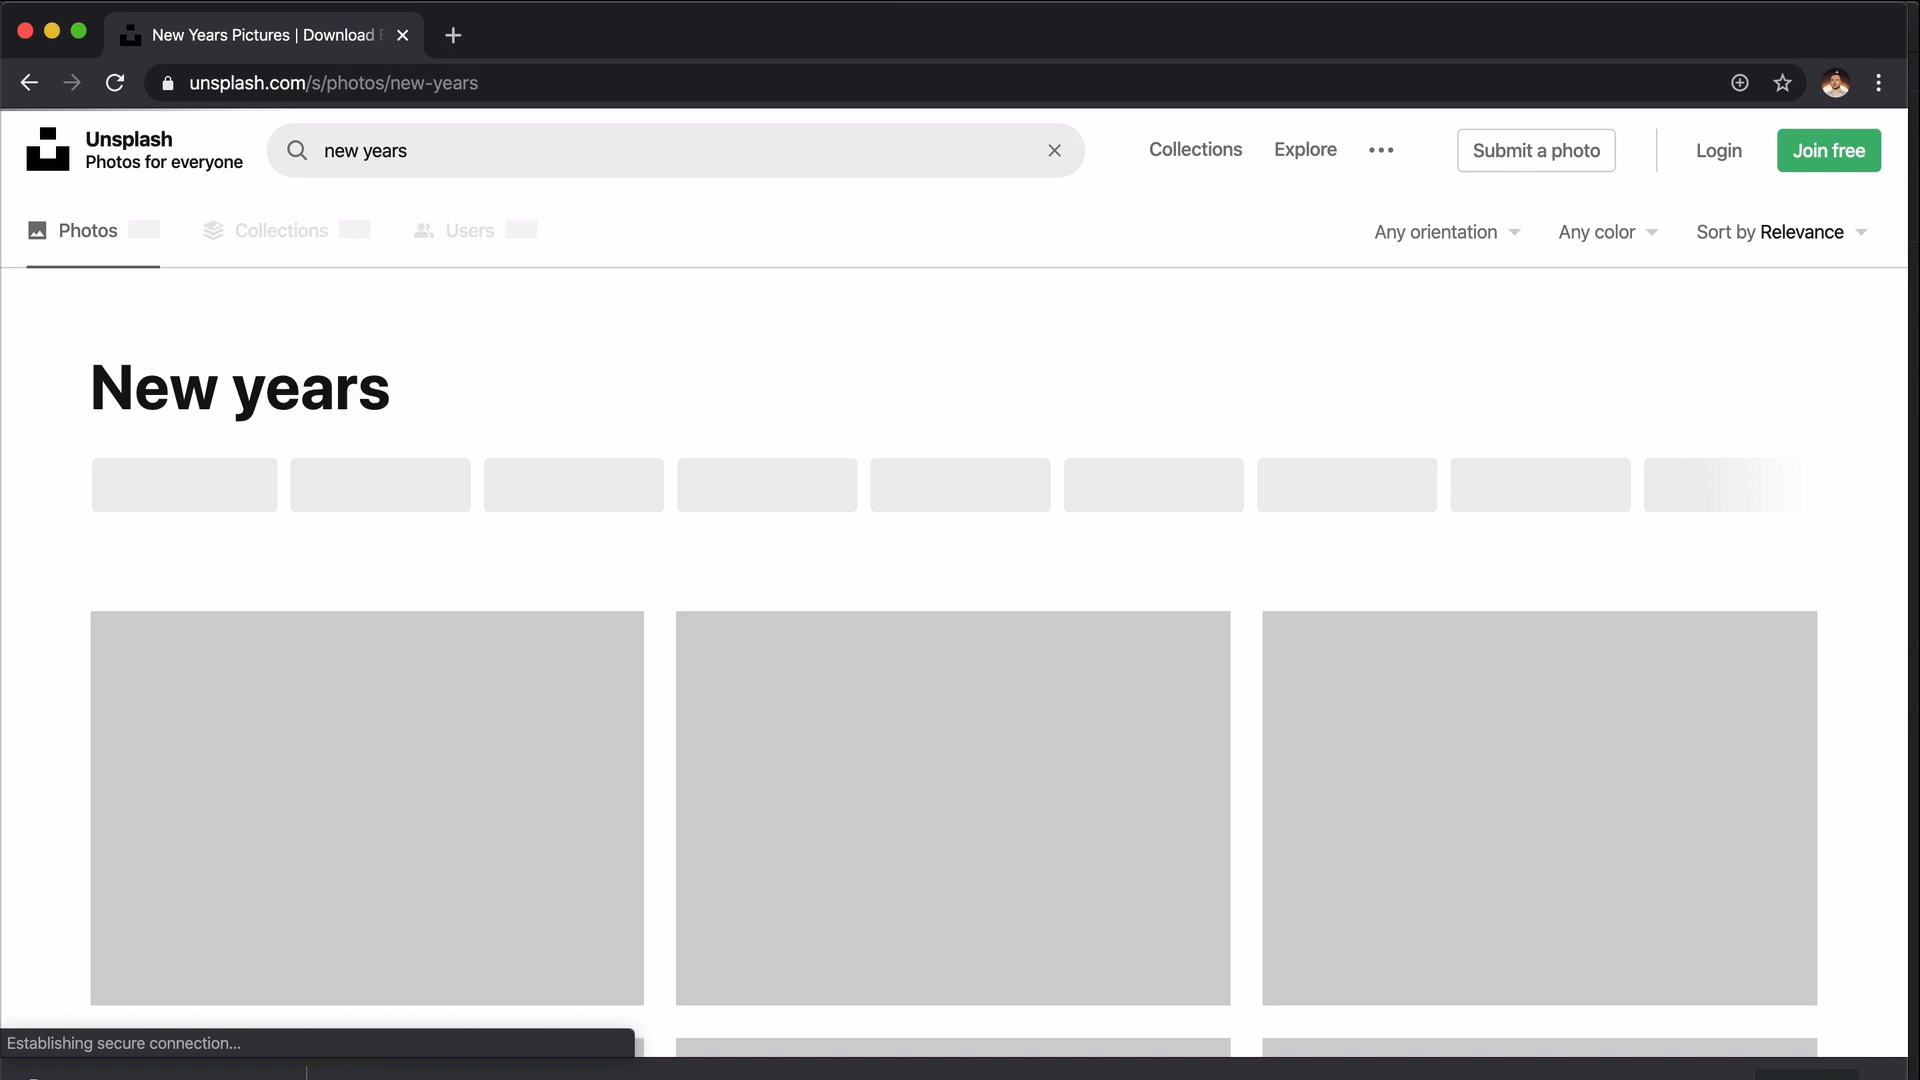 New Years Pictures | Download F
unsplash.com/s/photos/new-years
Unsplash
Photos for everyone
new years
Collections
Explore
Submit a photo
Login
Join free
Photos
Collections
Users
Any orientation
Any color
Sort by Relevance
New years
Establishing secure connection...